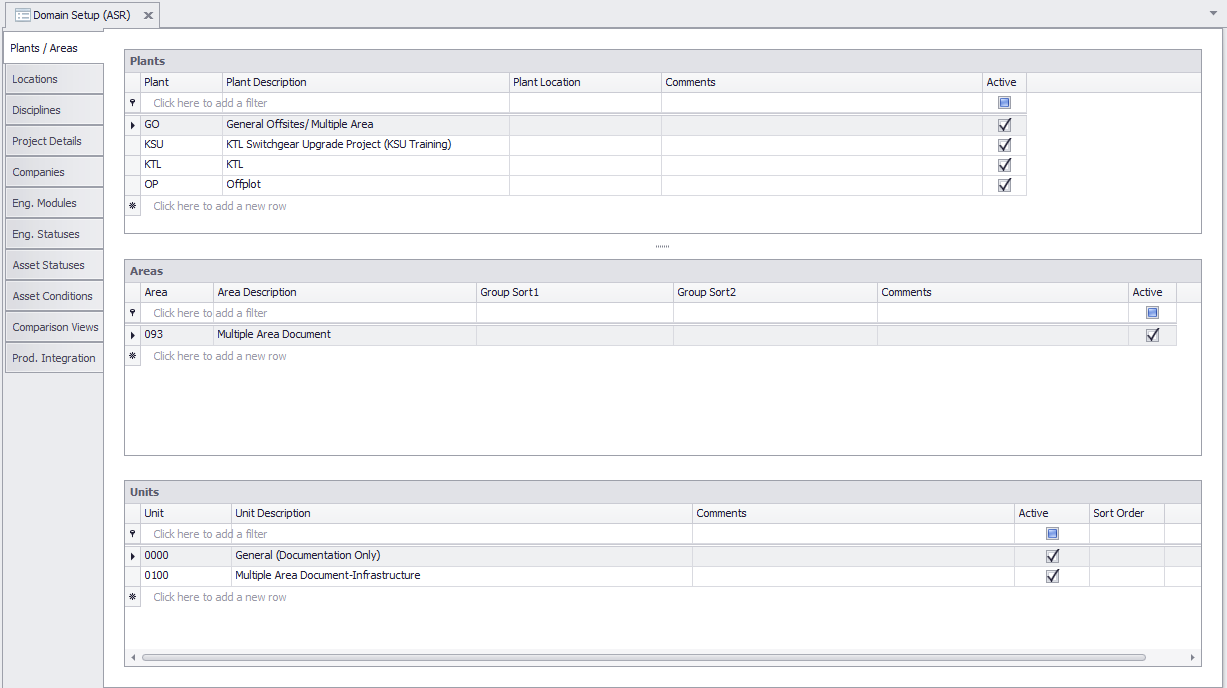 Domain Setup (ASR)
Plants / Areas
Locations
Disciplines
Project Details
Companies
Eng. Modules
Eng. Statuses
Asset Statuses
Asset Conditions
Comparison Views
Prod. Integration
Plants
Plant Plant Description Plant Location Comments Active
Click here to add a filter
GO General Offsites/ Multiple Area
KSU KTL Switchgear Upgrade Project (KSU Training)
KTL KTL
OP Offplot
Click here to add a new row
Areas
Area Area Description Group Sort1 Group Sort2 Comments Active
Click here to add a filter
093 Multiple Area Document
Click here to add a new row
Units
Unit Unit Description Comments Active Sort Order
Click here to add a filter
0000 General (Documentation Only)
0100 Multiple Area Document-Infrastructure
Click here to add a new row